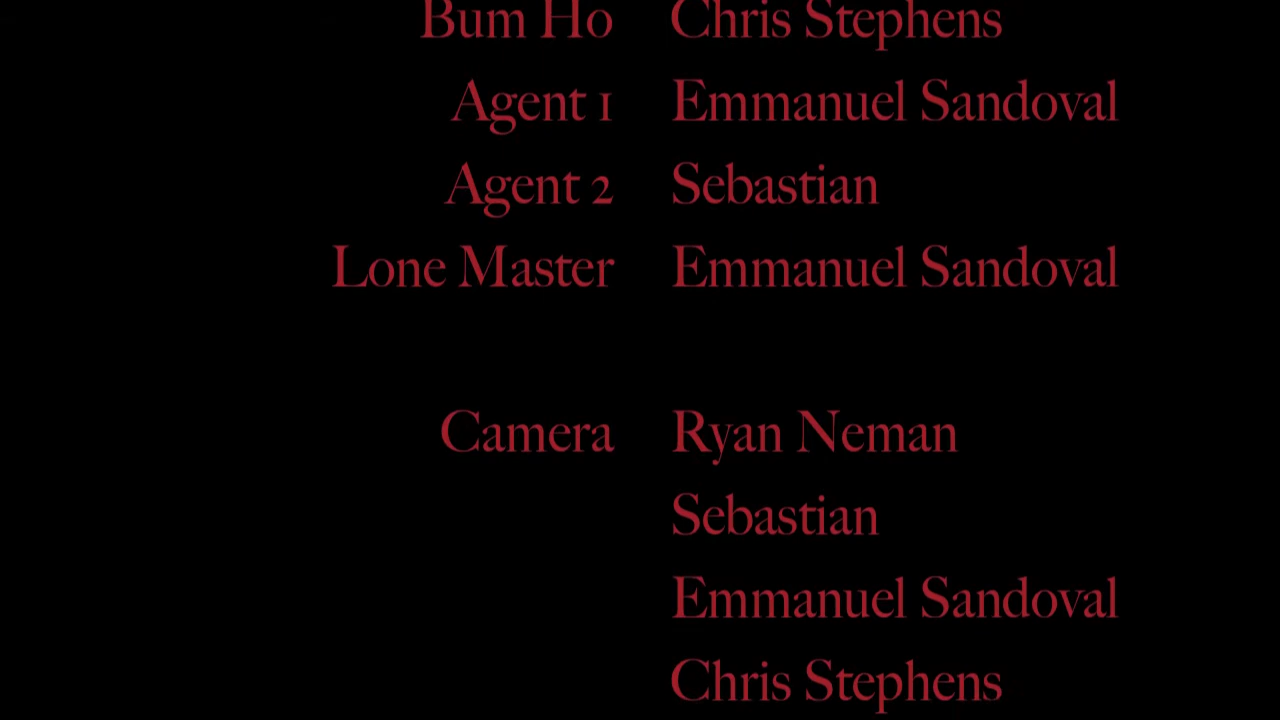 Bum Ho Chris Stephens
Agent 1 Emmanuel Sandoval
Agent 2 Sebastian
Lone Master Emmanuel Sandoval
Camera Ryan Neman
Sebastian
Emmanuel Sandoval
Chris Stephens